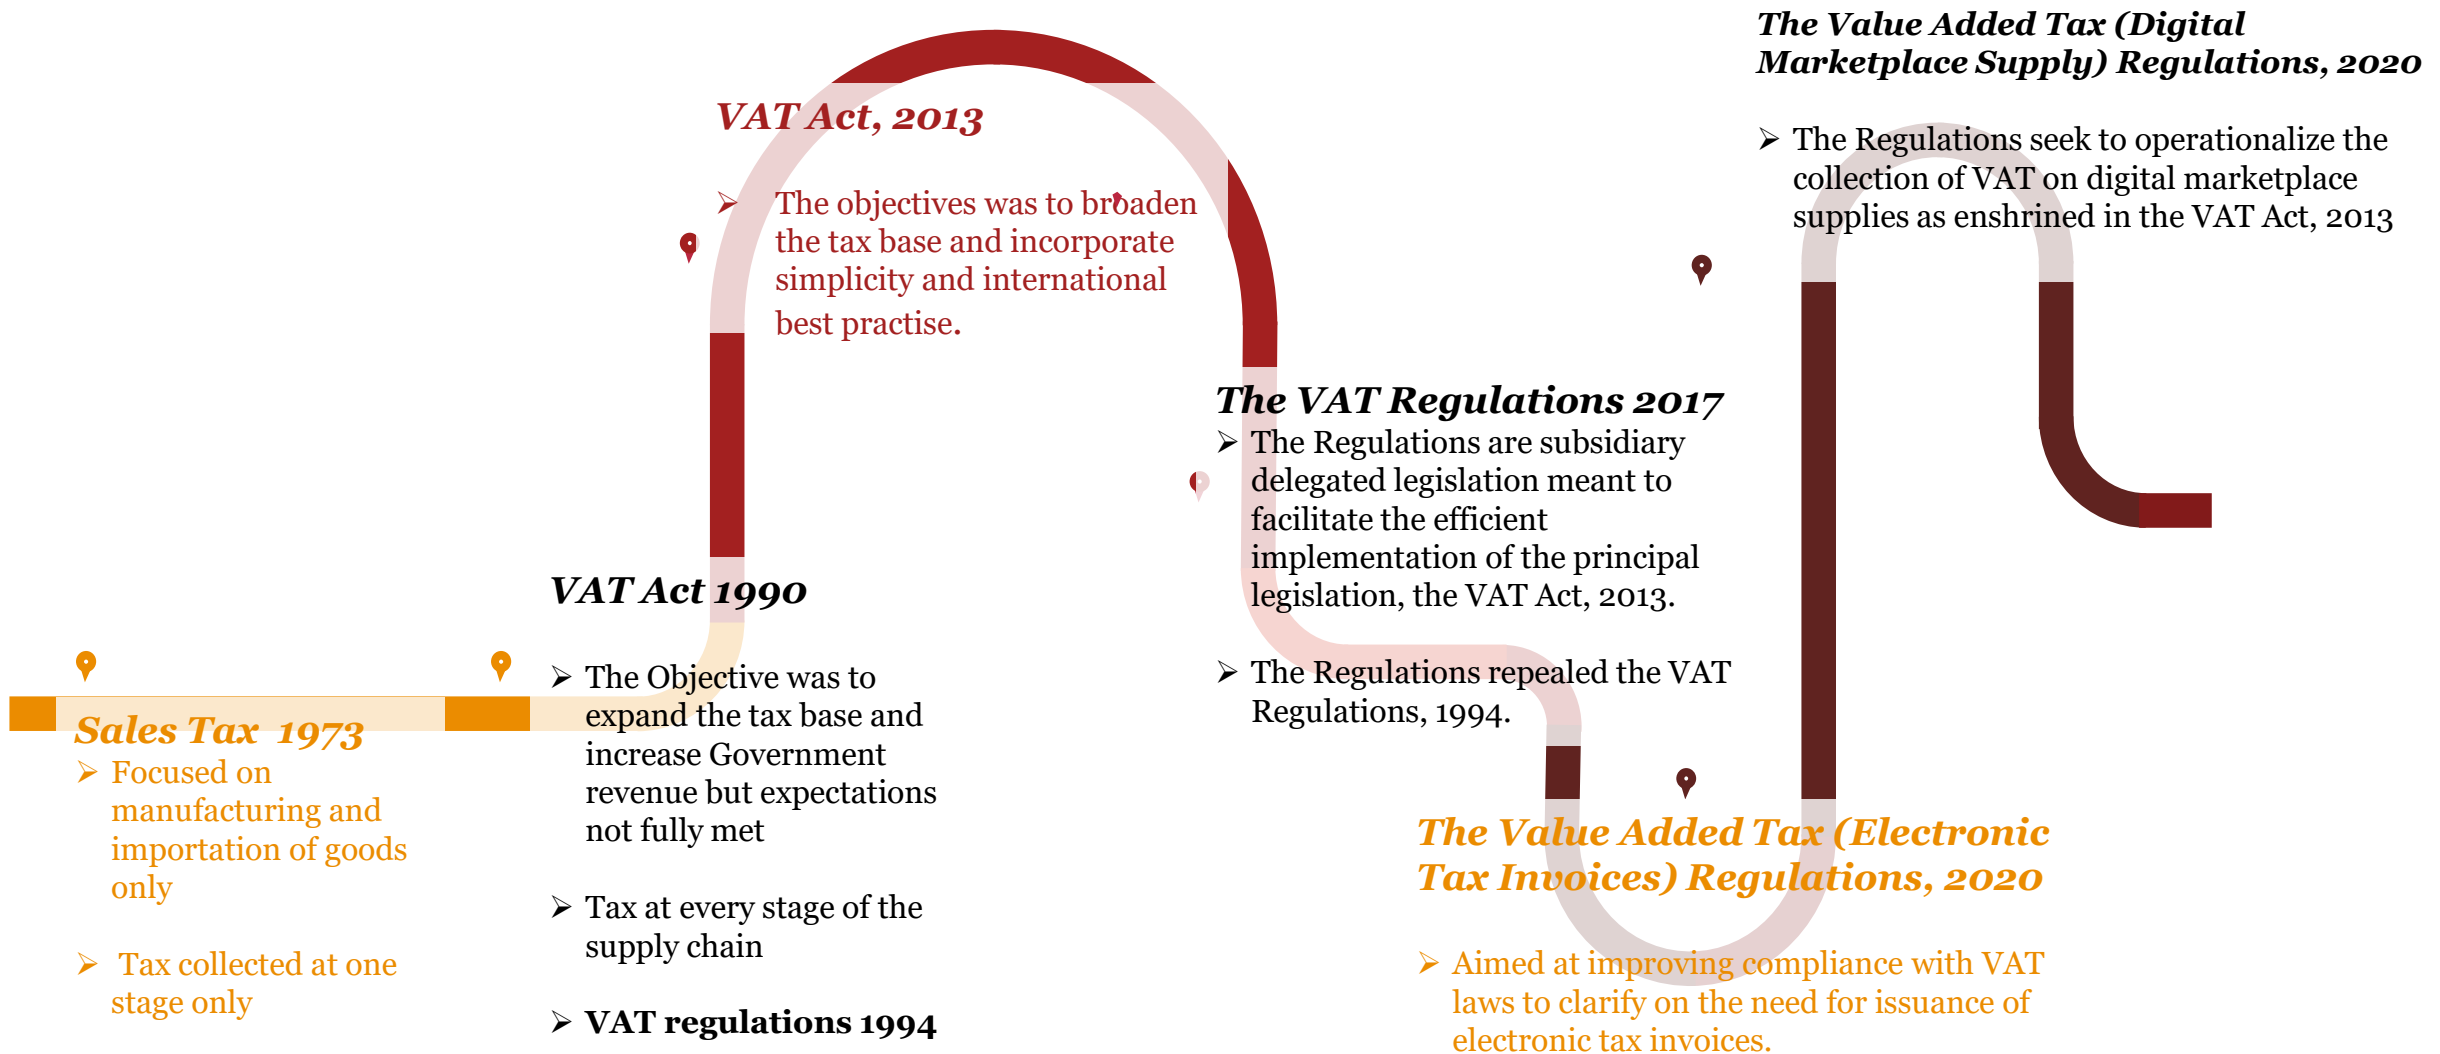 Sales Tax 1973
➢ Focused on
manufacturing and
importation of goods
only
➢ Tax collected at one
stage only
VAT Act 1990
➢ The Objective was to
expand the tax base and
increase Government
revenue but expectations
not fully met
➢ Tax at every stage of the
supply chain
➢ VAT regulations 1994
VAT Act, 2013
➢ The objectives was to broaden
the tax base and incorporate
simplicity and international
best practise.
The VAT Regulations 2017
➢ The Regulations are subsidiary
delegated legislation meant to
facilitate the efficient
implementation of the principal
legislation, the VAT Act, 2013.
➢ The Regulations repealed the VAT
Regulations, 1994.
The Value Added Tax (Electronic
Tax Invoices) Regulations, 2020
➢ Aimed at improving compliance with VAT
laws to clarify on the need for issuance of
electronic tax invoices.
The Value Added Tax (Digital
Marketplace Supply) Regulations, 2020
➢ The Regulations seek to operationalize the
collection of VAT on digital marketplace
supplies as enshrined in the VAT Act, 2013